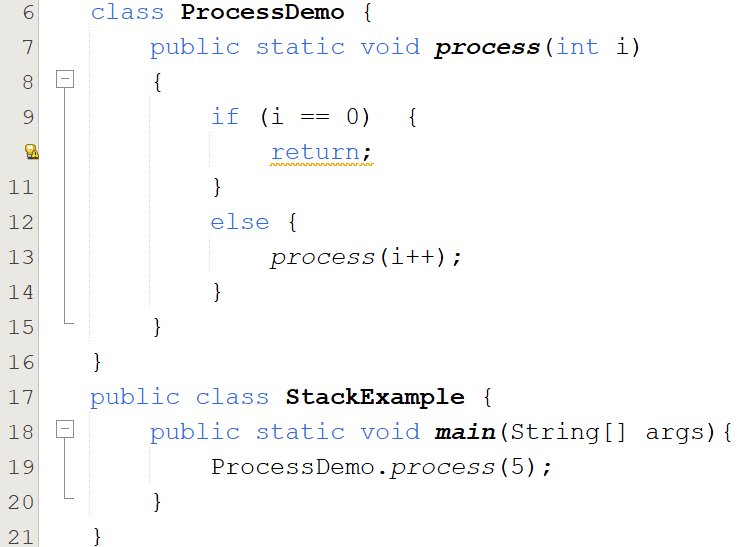 6 class ProcessDemo {
7 public static void process(int i)
8 {
9 if (i == 0) {
return;
11 }
12 else {
13 process(i++);
14 }
15 }
16 }
17 public class StackExample {
18 public static void main(String[] args){
19 ProcessDemo.process(5);
20 }
21 }